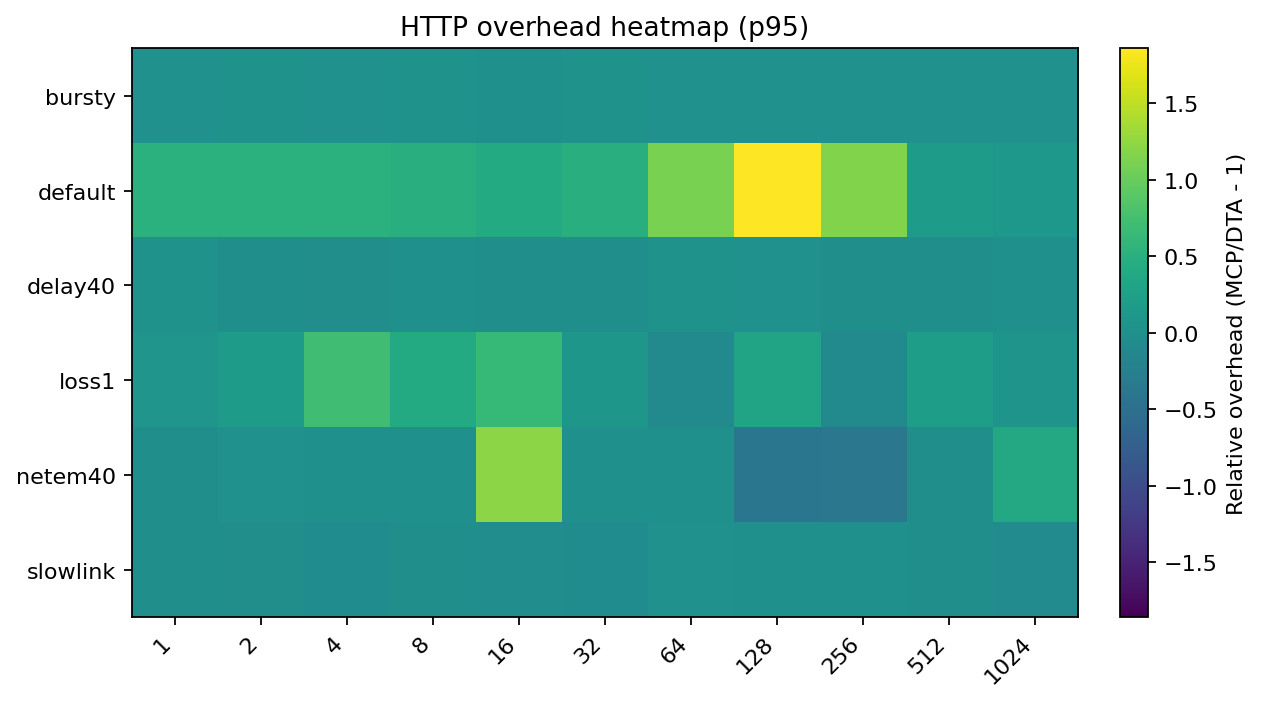 HTTP overhead heatmap (p95)
bursty
default
delay40
loss1
netem40
slowlink
1 2 4 8 16 32 64 128 256 512 1024
1.5
1.0
0.5
0.0
−0.5
−1.0
−1.5
Relative overhead (MCP/DTA - 1)